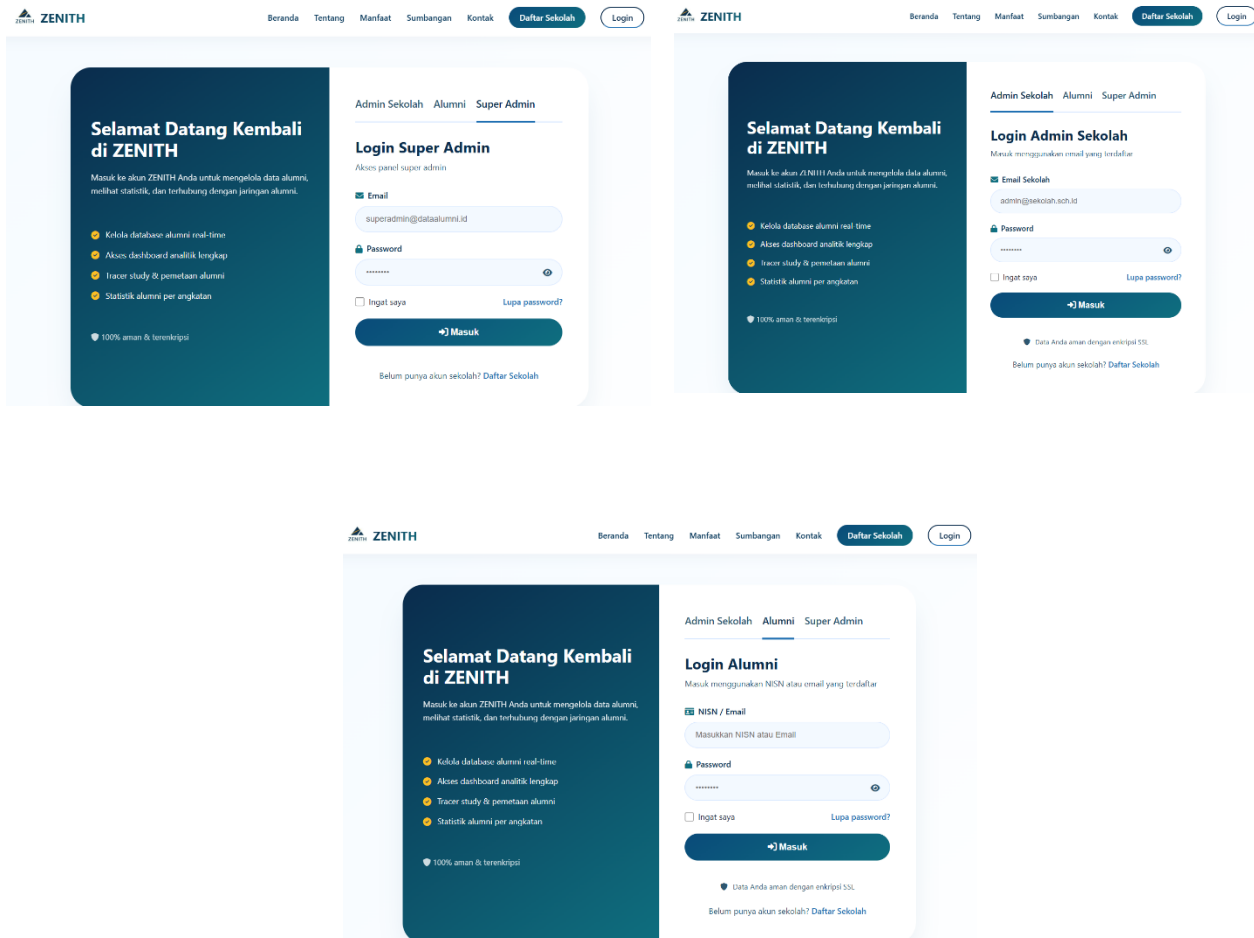 ZENITH ZENITH Beranda Tentang Manfaat Sumbangan Kontak Daftar Sekolah Login
Selamat Datang Kembali
di ZENITH
Masuk ke akun ZENITH Anda untuk mengelola data alumni,
melihat statistik, dan terhubung dengan jaringan alumni.
Kelola database alumni real-time
Akses dashboard analitik lengkap
Tracer study & pemetaan alumni
Statistik alumni per angkatan
100% aman & terenkripsi
Admin Sekolah Alumni Super Admin
Login Super Admin
Akses panel super admin
Email
superadmin@dataalumni.id
Password
········
Ingat saya Lupa password?
Masuk
Belum punya akun sekolah? Daftar Sekolah
ZENITH ZENITH Beranda Tentang Manfaat Sumbangan Kontak Daftar Sekolah Login
Selamat Datang Kembali
di ZENITH
Masuk ke akun ZENITH Anda untuk mengelola data alumni,
melihat statistik, dan terhubung dengan jaringan alumni.
Kelola database alumni real-time
Akses dashboard analitik lengkap
Tracer study & pemetaan alumni
Statistik alumni per angkatan
100% aman & terenkripsi
Admin Sekolah Alumni Super Admin
Login Admin Sekolah
Masuk menggunakan email yang terdaftar
Email Sekolah
admin@sekolah.sch.id
Password
········
Ingat saya Lupa password?
Masuk
Data Anda aman dengan enkripsi SSL
Belum punya akun sekolah? Daftar Sekolah
ZENITH ZENITH Beranda Tentang Manfaat Sumbangan Kontak Daftar Sekolah Login
Selamat Datang Kembali
di ZENITH
Masuk ke akun ZENITH Anda untuk mengelola data alumni,
melihat statistik, dan terhubung dengan jaringan alumni.
Kelola database alumni real-time
Akses dashboard analitik lengkap
Tracer study & pemetaan alumni
Statistik alumni per angkatan
100% aman & terenkripsi
Admin Sekolah Alumni Super Admin
Login Alumni
Masuk menggunakan NISN atau email yang terdaftar
NISN / Email
Masukkan NISN atau Email
Password
········
Ingat saya Lupa password?
Masuk
Data Anda aman dengan enkripsi SSL
Belum punya akun sekolah? Daftar Sekolah